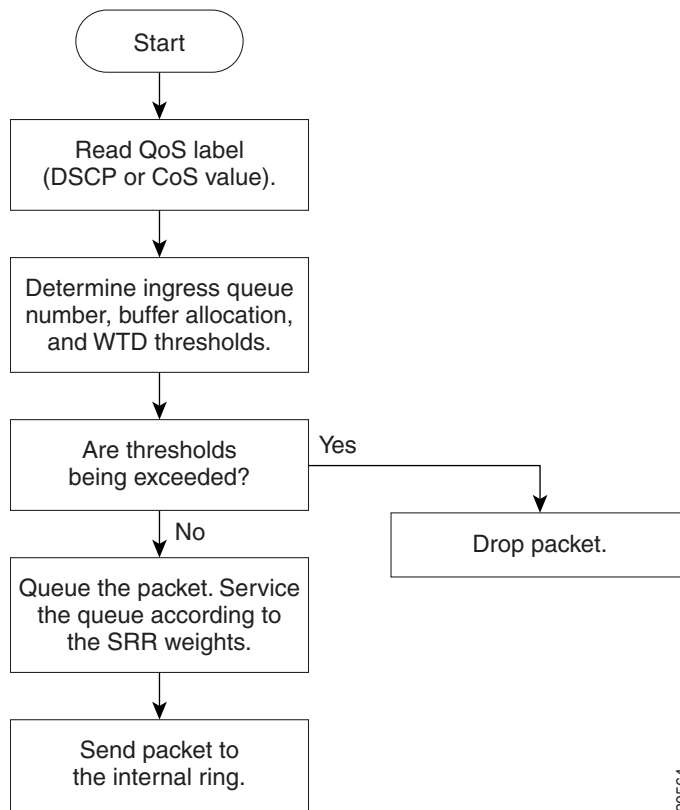 Start
Read QoS label
(DSCP or CoS value).
Determine ingress queue
number, buffer allocation,
and WTD thresholds.
Are thresholds
being exceeded?
Yes
No
Drop packet.
Queue the packet. Service
the queue according to
the SRR weights.
Send packet to
the internal ring.